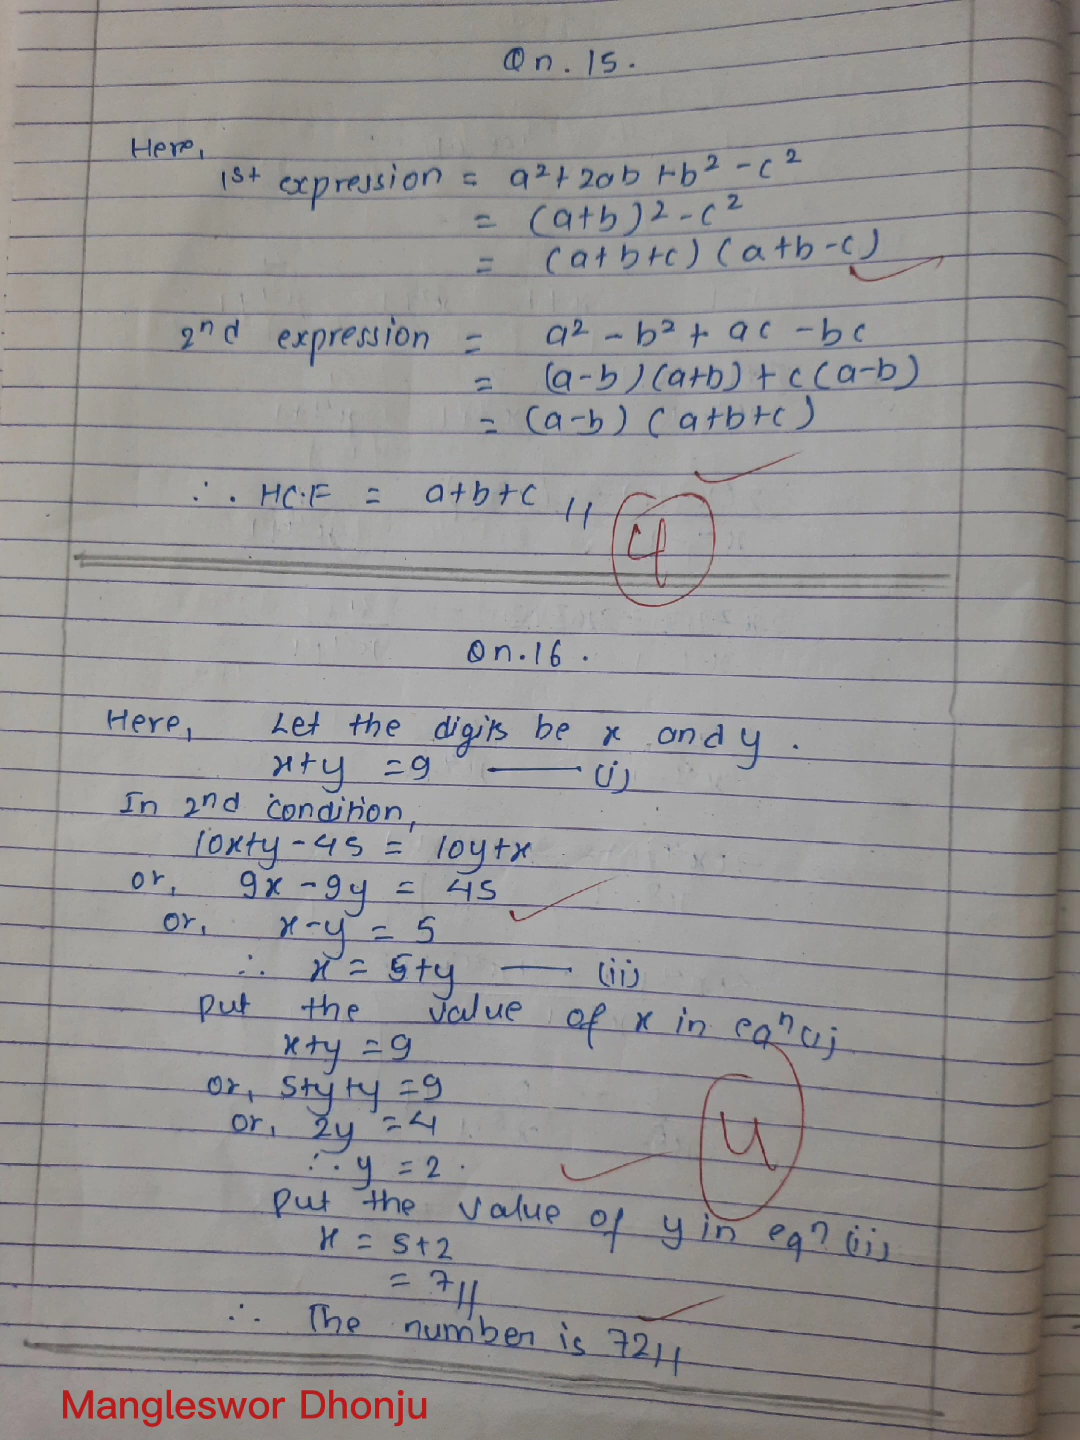 Qn. 15.
Here,
1st expression = a²+2ab+b²-c²
= (a+b)2-c²
= (a+b+c) (a+b-c)
2nd expression = a² - b² + ac - bc
= (a-b)(a+b)+c(a-b)
= (a-b) (a+b+c)
∴ H.C.F = a+b+c //
4
Qn.16.
Here, Let the digits be x and y.
x+y =9 —— (i)
In 2nd condition,
10x+y-45 = 10y+x
or, 9x-9y = 45
or, x-y = 5
∴ x = 5+y —— (ii)
put the value of x in eqⁿ(i)
x+y =9
or, 5+y+y =9
or, 2y =4
∴ y =2.
4
put the value of y in eqⁿ (ii)
x = 5+2
= 7//
∴ The number is 72//
Mangleswor Dhonju